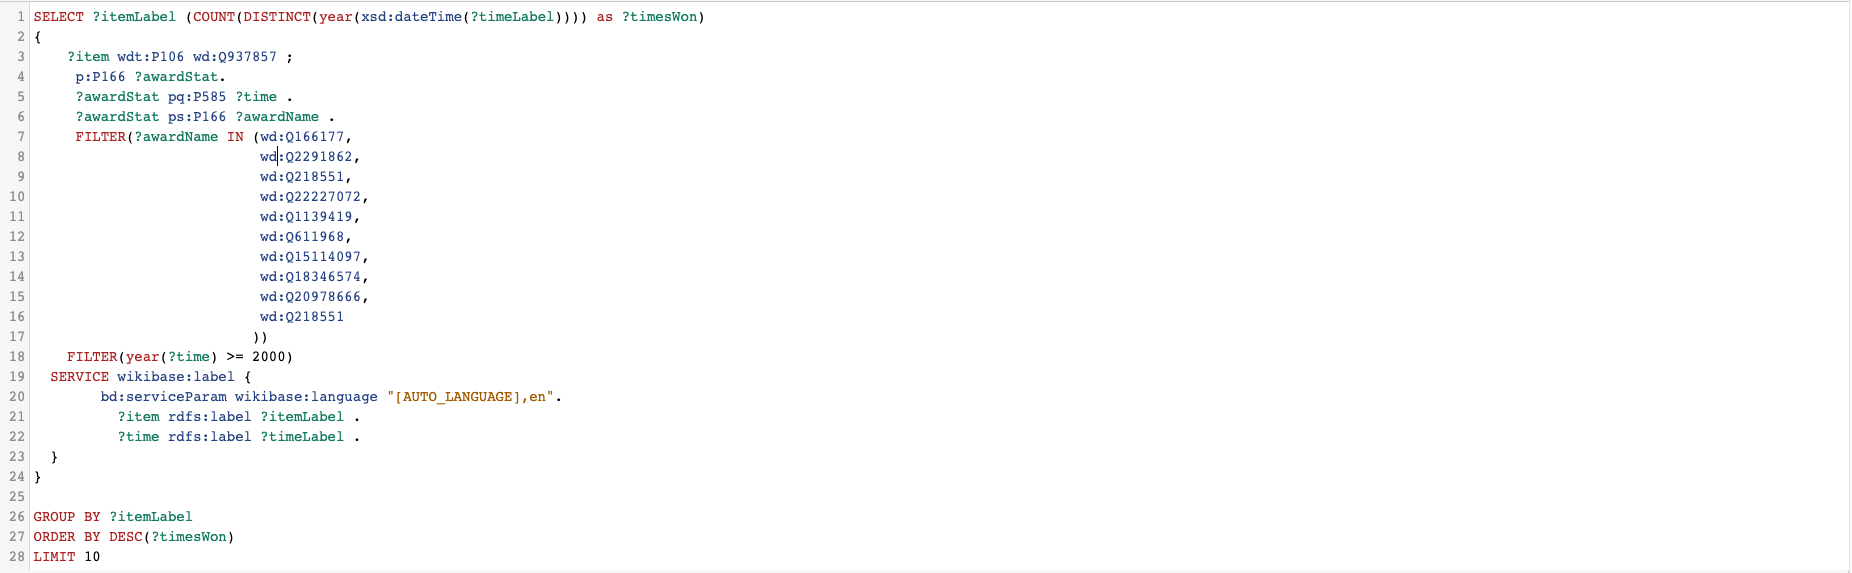 1 SELECT ?itemLabel (COUNT(DISTINCT(year(xsd:dateTime(?timeLabel)))) as ?timesWon)
2 {
3 ?item wdt:P106 wd:Q937857 ;
4 p:P166 ?awardStat.
5 ?awardStat pq:P585 ?time .
6 ?awardStat ps:P166 ?awardName .
7 FILTER(?awardName IN (wd:Q166177,
8 wd:Q2291862,
9 wd:Q218551,
10 wd:Q22227072,
11 wd:Q1139419,
12 wd:Q611968,
13 wd:Q15114097,
14 wd:Q18346574,
15 wd:Q20978666,
16 wd:Q218551
17 ))
18 FILTER(year(?time) >= 2000)
19 SERVICE wikibase:label {
20 bd:serviceParam wikibase:language "[AUTO_LANGUAGE],en".
21 ?item rdfs:label ?itemLabel .
22 ?time rdfs:label ?timeLabel .
23 }
24 }
25
26 GROUP BY ?itemLabel
27 ORDER BY DESC(?timesWon)
28 LIMIT 10